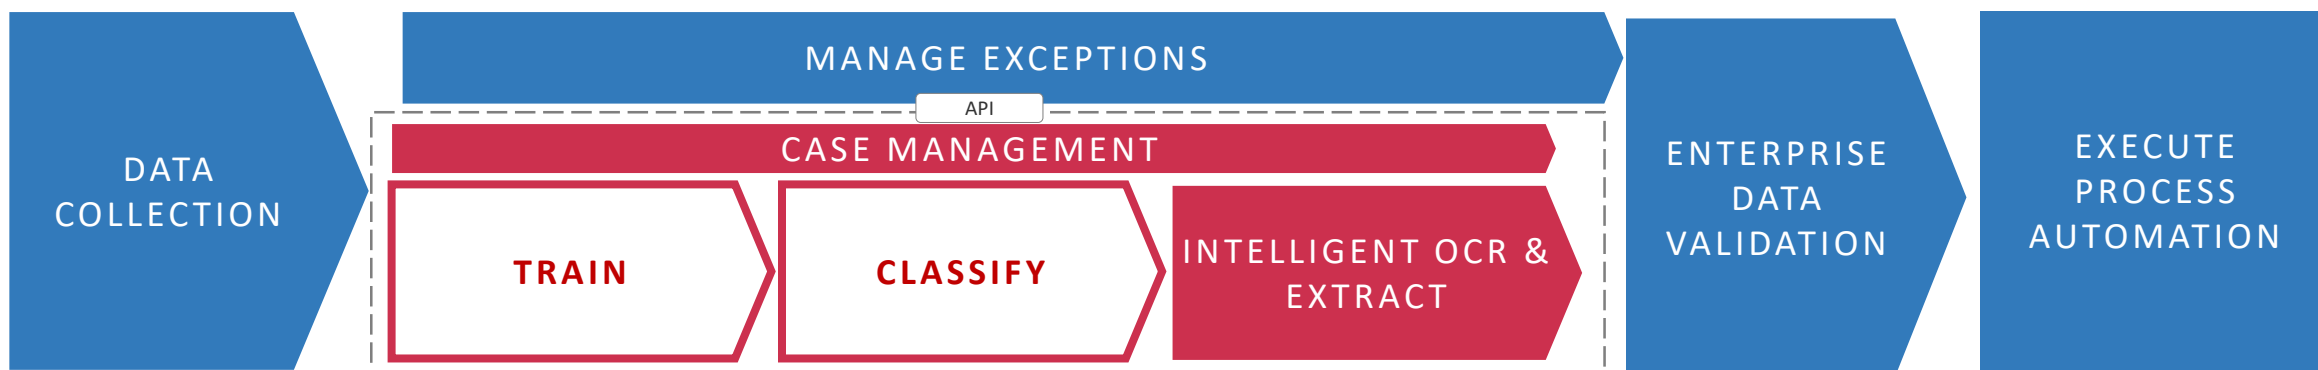 DATA
COLLECTION
MANAGE EXCEPTIONS
API
CASE MANAGEMENT
TRAIN
CLASSIFY
INTELLIGENT OCR &
EXTRACT
ENTERPRISE
DATA
VALIDATION
EXECUTE
PROCESS
AUTOMATION